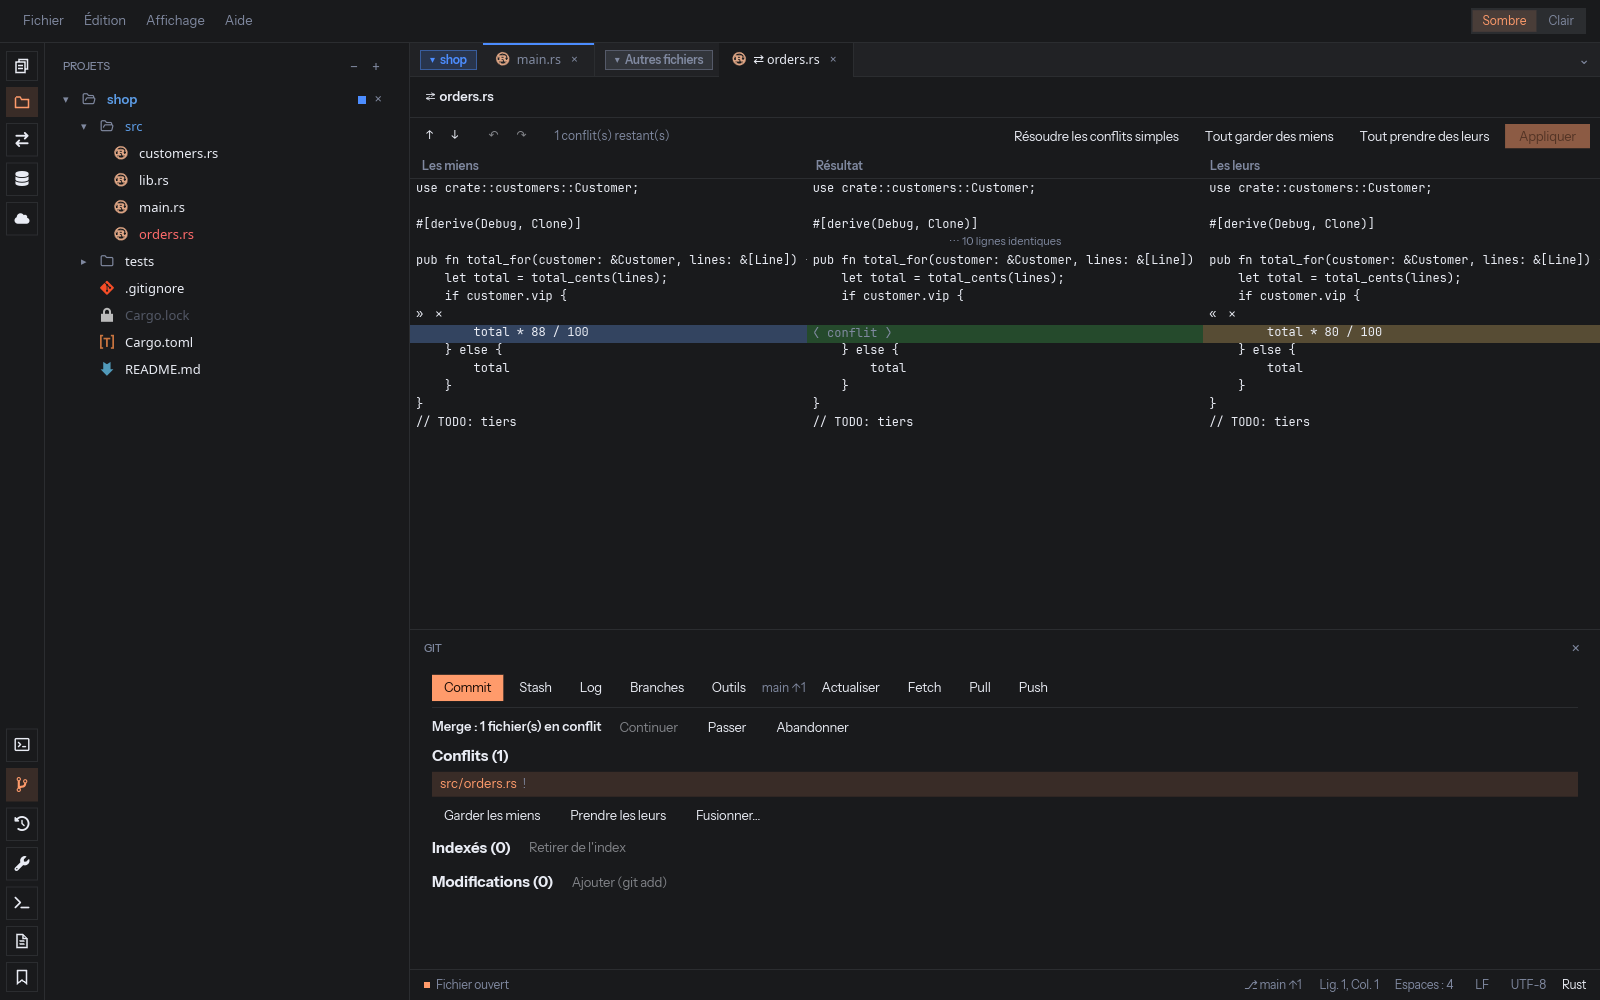 Fichier Édition Affichage Aide Sombre Clair
PROJETS − +
shop ×
src
customers.rs
lib.rs
main.rs
orders.rs
tests
.gitignore
Cargo.lock
Cargo.toml
README.md
shop main.rs × Autres fichiers ⇄ orders.rs ×
⇄ orders.rs
↑ ↓ ↶ ↷ 1 conflit(s) restant(s) Résoudre les conflits simples Tout garder des miens Tout prendre des leurs Appliquer
Les miens Résultat Les leurs
use crate::customers::Customer; use crate::customers::Customer; use crate::customers::Customer;
#[derive(Debug, Clone)] #[derive(Debug, Clone)] #[derive(Debug, Clone)]
⋯ 10 lignes identiques
pub fn total_for(customer: &Customer, lines: &[Line]) pub fn total_for(customer: &Customer, lines: &[Line]) pub fn total_for(customer: &Customer, lines: &[Line])
let total = total_cents(lines); let total = total_cents(lines); let total = total_cents(lines);
if customer.vip { if customer.vip { if customer.vip {
» × « ×
total * 88 / 100 ⟨ conflit ⟩ total * 80 / 100
} else { } else { } else {
total total total
} } }
} } }
// TODO: tiers // TODO: tiers // TODO: tiers
GIT ×
Commit Stash Log Branches Outils main ↑1 Actualiser Fetch Pull Push
Merge : 1 fichier(s) en conflit Continuer Passer Abandonner
Conflits (1)
src/orders.rs !
Garder les miens Prendre les leurs Fusionner...
Indexés (0) Retirer de l'index
Modifications (0) Ajouter (git add)
Fichier ouvert ⎇ main ↑1 Lig. 1, Col. 1 Espaces : 4 LF UTF-8 Rust